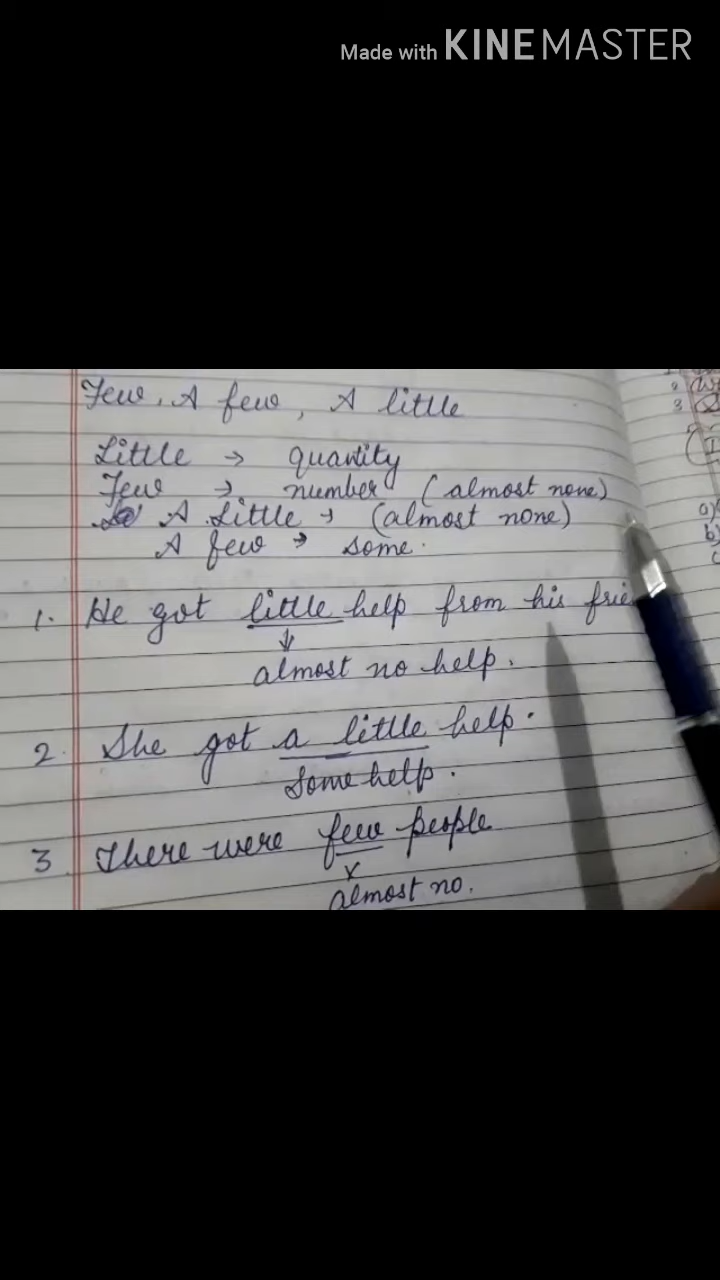 Made with KINEMASTER
Few, A few, A little
Little → quantity
Few → number (almost none)
A Little → (almost none)
A few → some.
1. He got little help from his
almost no help.
2. She got a little help.
Some help.
3 There were few people
almost no.
2
3
a)
b)